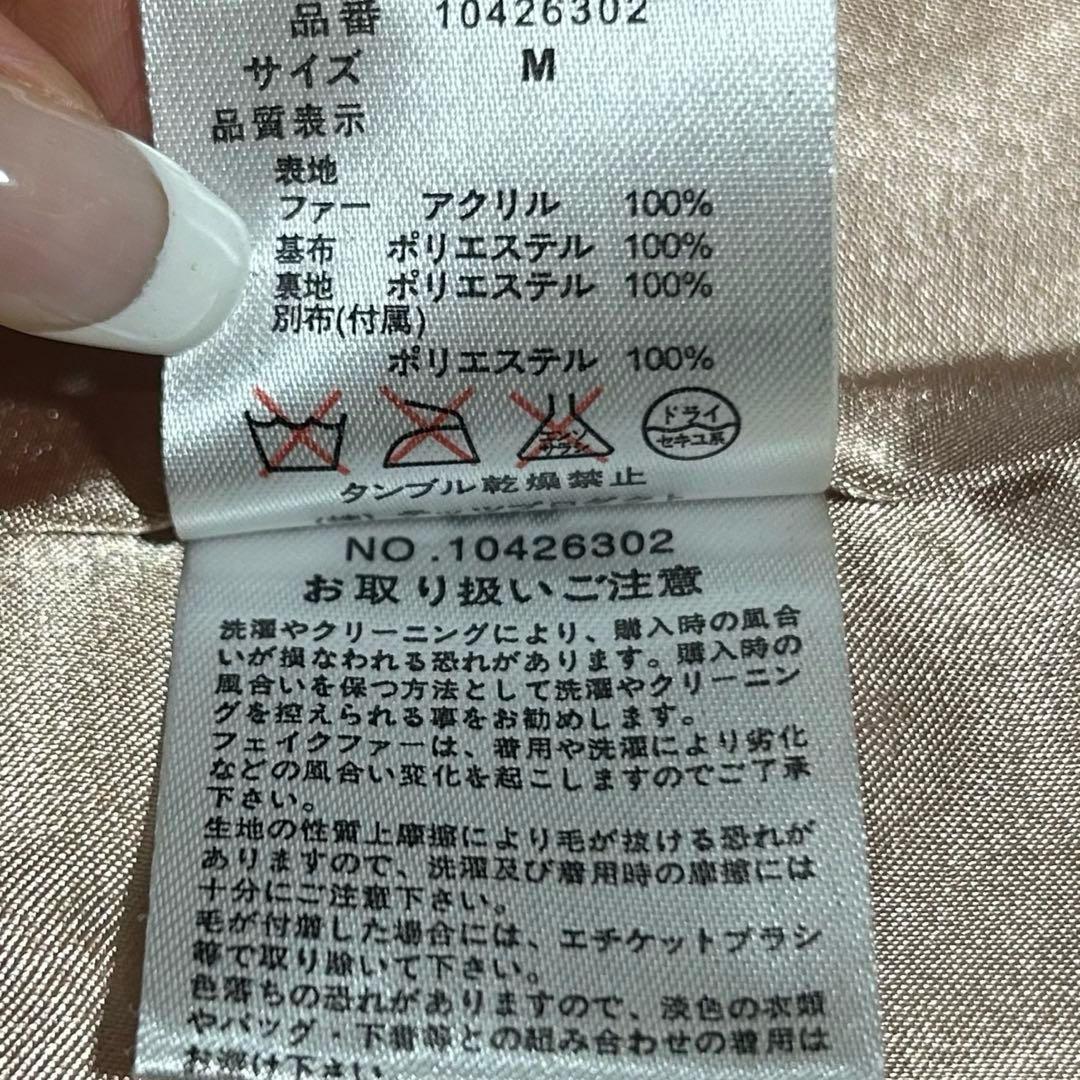 品番 10426302
サイズ M
品質表示
表地
ファー アクリル 100%
基布 ポリエステル 100%
裏地 ポリエステル 100%
別布(付属)
ポリエステル 100%
エンソ サラシ ドライ セキユ系
タンブル乾燥禁止
NO.10426302
お取り扱いご注意
洗濯やクリーニングにより、購入時の風合
いが損なわれる恐れがあります。購入時の
風合いを保つ方法として洗濯やクリーニン
グを控えられる事をお勧めします。
フェイクファーは、着用や洗濯により劣化
などの風合い変化を起こしますのでご了承
下さい。
生地の性質上摩擦により毛が抜ける恐れが
ありますので、洗濯及び着用時の摩擦には
十分にご注意下さい。
毛が付着した場合には、エチケットブラシ
等で取り除いて下さい。
色落ちの恐れがありますので、淡色の衣類
やバッグ・下着等との組み合わせの着用は
お避け下さい